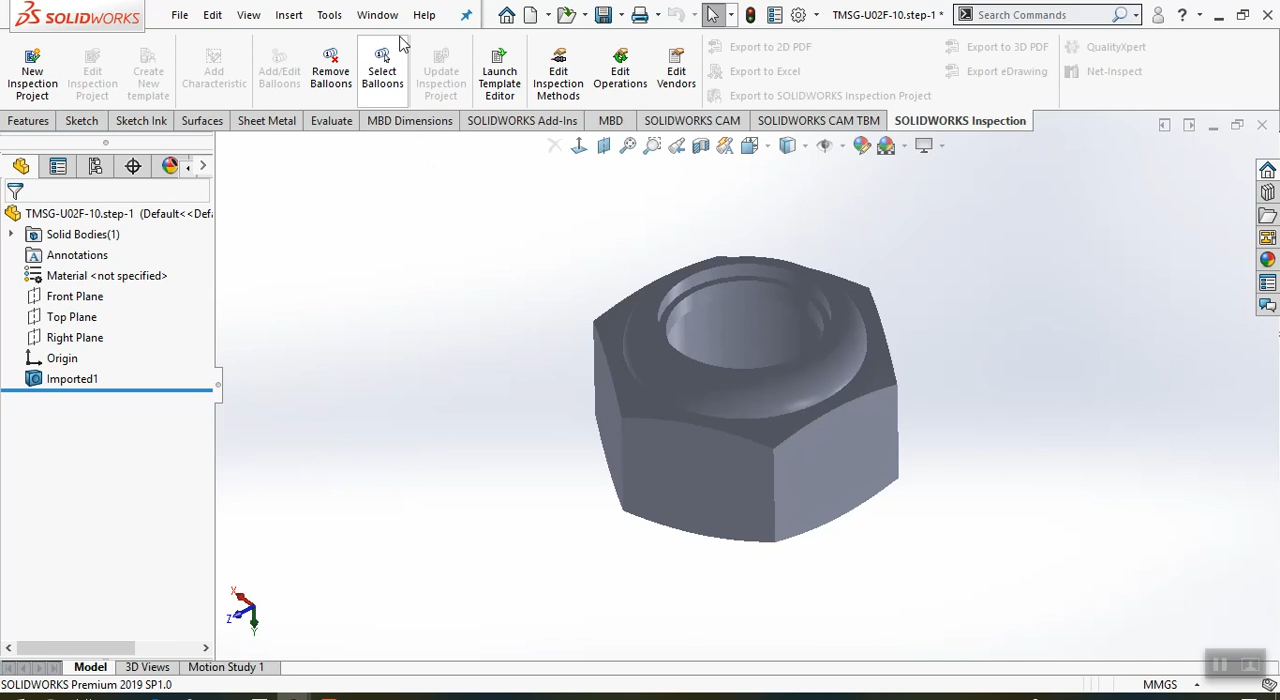 SOLIDWORKS File Edit View Insert Tools Window Help TMSG-U02F-10.step-1 * Search Commands ?
New Inspection Project
Edit Inspection Project
Create New template
Add Characteristic
Add/Edit Balloons
Remove Balloons
Select Balloons
Update Inspection Project
Launch Template Editor
Edit Inspection Methods
Edit Operations
Edit Vendors
Export to 2D PDF
Export to Excel
Export to SOLIDWORKS Inspection Project
Export to 3D PDF
Export eDrawing
QualityXpert
Net-Inspect
Features Sketch Sketch Ink Surfaces Sheet Metal Evaluate MBD Dimensions SOLIDWORKS Add-Ins MBD SOLIDWORKS CAM SOLIDWORKS CAM TBM SOLIDWORKS Inspection
TMSG-U02F-10.step-1 (Default<<Def
Solid Bodies(1)
Annotations
Material <not specified>
Front Plane
Top Plane
Right Plane
Origin
Imported1
X
Z
Y
Model 3D Views Motion Study 1
SOLIDWORKS Premium 2019 SP1.0 MMGS